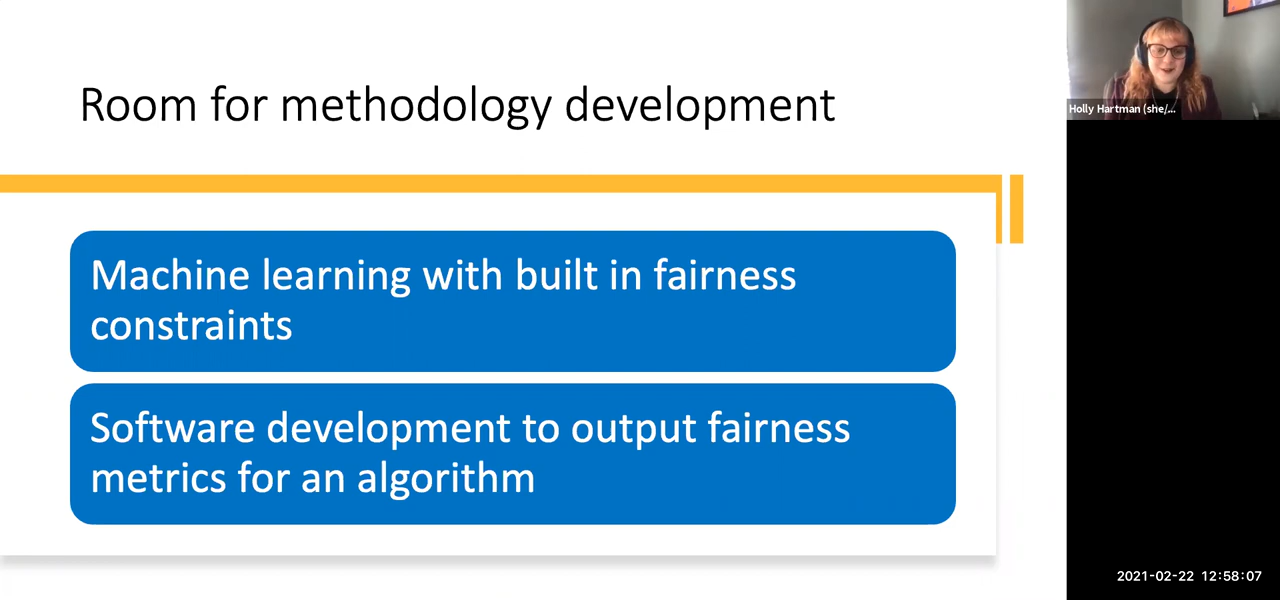 Room for methodology development
Machine learning with built in fairness
constraints
Software development to output fairness
metrics for an algorithm
Holly Hartman (she/...
2021-02-22 12:58:07